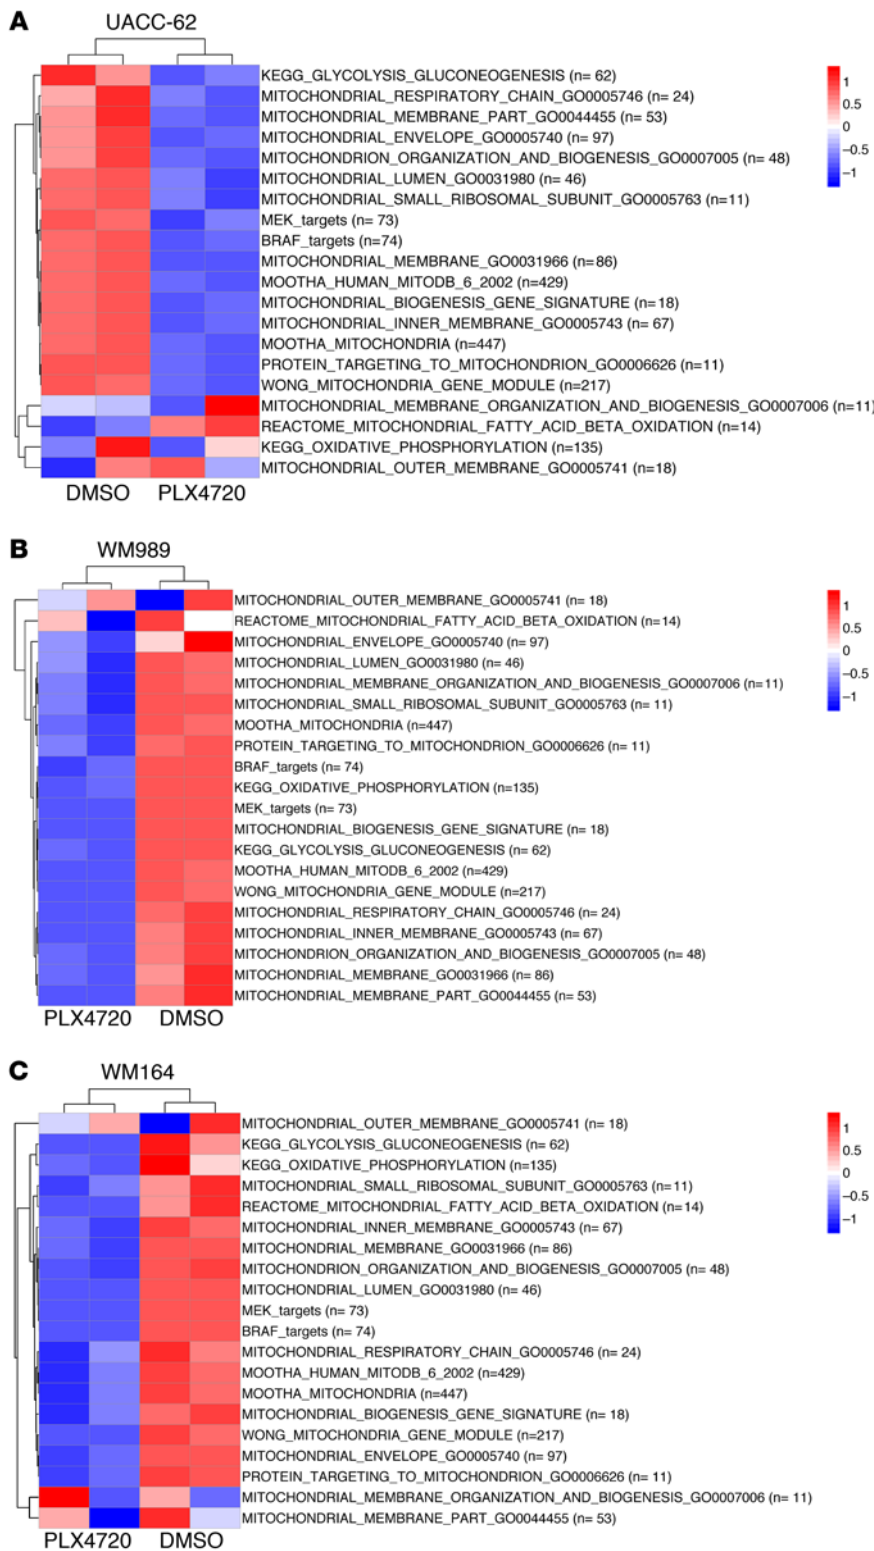 A
UACC-62
KEGG_GLYCOLYSIS_GLUCONEOGENESIS (n= 62)
MITOCHONDRIAL_RESPIRATORY_CHAIN_GO0005746 (n= 24)
MITOCHONDRIAL_MEMBRANE_PART_GO0044455 (n= 53)
MITOCHONDRIAL_ENVELOPE_GO0005740 (n= 97)
MITOCHONDRION_ORGANIZATION_AND_BIOGENESIS_GO0007005 (n= 48)
MITOCHONDRIAL_LUMEN_GO0031980 (n= 46)
MITOCHONDRIAL_SMALL_RIBOSOMAL_SUBUNIT_GO0005763 (n=11)
MEK_targets (n= 73)
BRAF_targets (n=74)
MITOCHONDRIAL_MEMBRANE_GO0031966 (n= 86)
MOOTHA_HUMAN_MITODB_6_2002 (n=429)
MITOCHONDRIAL_BIOGENESIS_GENE_SIGNATURE (n= 18)
MITOCHONDRIAL_INNER_MEMBRANE_GO0005743 (n= 67)
MOOTHA_MITOCHONDRIA (n=447)
PROTEIN_TARGETING_TO_MITOCHONDRION_GO0006626 (n=11)
WONG_MITOCHONDRIA_GENE_MODULE (n=217)
MITOCHONDRIAL_MEMBRANE_ORGANIZATION_AND_BIOGENESIS_GO0007006 (n=11)
REACTOME_MITOCHONDRIAL_FATTY_ACID_BETA_OXIDATION (n=14)
KEGG_OXIDATIVE_PHOSPHORYLATION (n=135)
MITOCHONDRIAL_OUTER_MEMBRANE_GO0005741 (n=18)
DMSO PLX4720
1
0.5
0
−0.5
−1
B
WM989
MITOCHONDRIAL_OUTER_MEMBRANE_GO0005741 (n= 18)
REACTOME_MITOCHONDRIAL_FATTY_ACID_BETA_OXIDATION (n=14)
MITOCHONDRIAL_ENVELOPE_GO0005740 (n= 97)
MITOCHONDRIAL_LUMEN_GO0031980 (n= 46)
MITOCHONDRIAL_MEMBRANE_ORGANIZATION_AND_BIOGENESIS_GO0007006 (n=11)
MITOCHONDRIAL_SMALL_RIBOSOMAL_SUBUNIT_GO0005763 (n= 11)
MOOTHA_MITOCHONDRIA (n=447)
PROTEIN_TARGETING_TO_MITOCHONDRION_GO0006626 (n= 11)
BRAF_targets (n= 74)
KEGG_OXIDATIVE_PHOSPHORYLATION (n=135)
MEK_targets (n= 73)
MITOCHONDRIAL_BIOGENESIS_GENE_SIGNATURE (n= 18)
KEGG_GLYCOLYSIS_GLUCONEOGENESIS (n= 62)
MOOTHA_HUMAN_MITODB_6_2002 (n=429)
WONG_MITOCHONDRIA_GENE_MODULE (n=217)
MITOCHONDRIAL_RESPIRATORY_CHAIN_GO0005746 (n= 24)
MITOCHONDRIAL_INNER_MEMBRANE_GO0005743 (n= 67)
MITOCHONDRION_ORGANIZATION_AND_BIOGENESIS_GO0007005 (n= 48)
MITOCHONDRIAL_MEMBRANE_GO0031966 (n= 86)
MITOCHONDRIAL_MEMBRANE_PART_GO0044455 (n= 53)
PLX4720 DMSO
1
0.5
0
−0.5
−1
C
WM164
MITOCHONDRIAL_OUTER_MEMBRANE_GO0005741 (n= 18)
KEGG_GLYCOLYSIS_GLUCONEOGENESIS (n= 62)
KEGG_OXIDATIVE_PHOSPHORYLATION (n=135)
MITOCHONDRIAL_SMALL_RIBOSOMAL_SUBUNIT_GO0005763 (n=11)
REACTOME_MITOCHONDRIAL_FATTY_ACID_BETA_OXIDATION (n=14)
MITOCHONDRIAL_INNER_MEMBRANE_GO0005743 (n= 67)
MITOCHONDRIAL_MEMBRANE_GO0031966 (n= 86)
MITOCHONDRION_ORGANIZATION_AND_BIOGENESIS_GO0007005 (n= 48)
MITOCHONDRIAL_LUMEN_GO0031980 (n= 46)
MEK_targets (n= 73)
BRAF_targets (n= 74)
MITOCHONDRIAL_RESPIRATORY_CHAIN_GO0005746 (n= 24)
MOOTHA_HUMAN_MITODB_6_2002 (n=429)
MOOTHA_MITOCHONDRIA (n=447)
MITOCHONDRIAL_BIOGENESIS_GENE_SIGNATURE (n= 18)
WONG_MITOCHONDRIA_GENE_MODULE (n=217)
MITOCHONDRIAL_ENVELOPE_GO0005740 (n= 97)
PROTEIN_TARGETING_TO_MITOCHONDRION_GO0006626 (n= 11)
MITOCHONDRIAL_MEMBRANE_ORGANIZATION_AND_BIOGENESIS_GO0007006 (n= 11)
MITOCHONDRIAL_MEMBRANE_PART_GO0044455 (n= 53)
PLX4720 DMSO
1
0.5
0
−0.5
−1